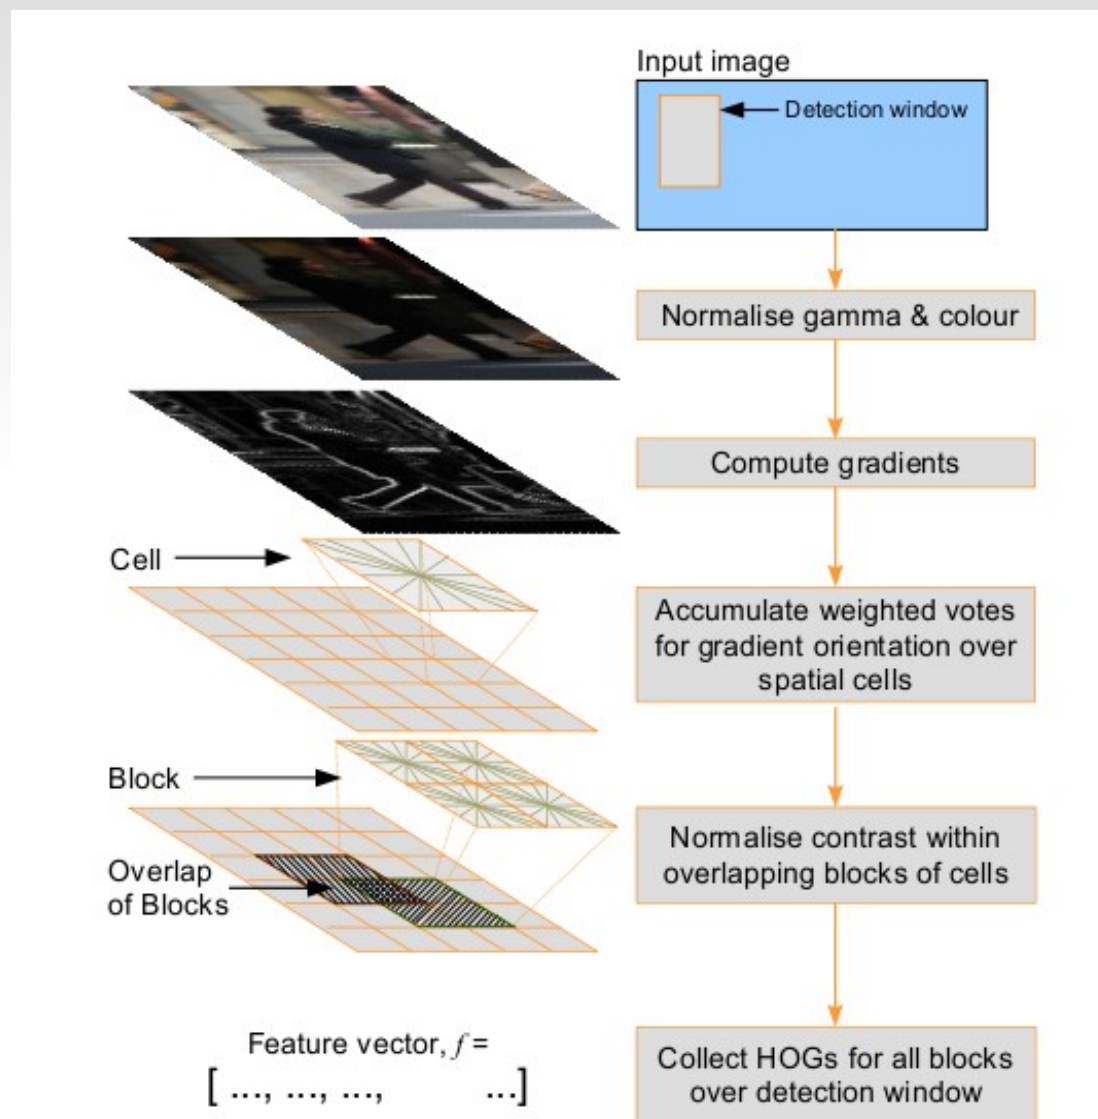 Input image
Detection window
Normalise gamma & colour
Compute gradients
Cell
Accumulate weighted votes
for gradient orientation over
spatial cells
Block
Normalise contrast within
overlapping blocks of cells
Overlap
of Blocks
Feature vector, f =
[ ..., ..., ..., ...]
Collect HOGs for all blocks
over detection window